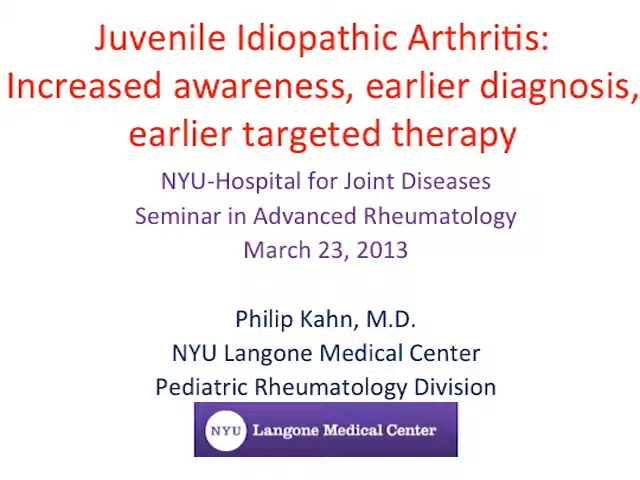 Juvenile Idiopathic Arthritis:
Increased awareness, earlier diagnosis,
earlier targeted therapy
NYU-Hospital for Joint Diseases
Seminar in Advanced Rheumatology
March 23, 2013
Philip Kahn, M.D.
NYU Langone Medical Center
Pediatric Rheumatology Division
NYU Langone Medical Center